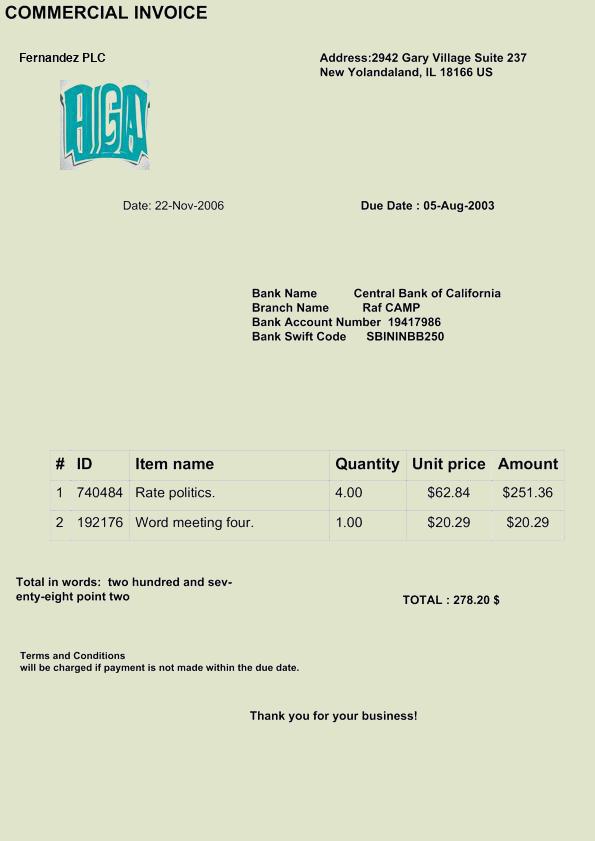 COMMERCIAL INVOICE
Fernandez PLC
Address:2942 Gary Village Suite 237
New Yolandaland, IL 18166 US
AIGA
Date: 22-Nov-2006
Due Date : 05-Aug-2003
Bank Name Central Bank of California
Branch Name Raf CAMP
Bank Account Number 19417986
Bank Swift Code SBININBB250
# ID Item name Quantity Unit price Amount
1 740484 Rate politics. 4.00 $62.84 $251.36
2 192176 Word meeting four. 1.00 $20.29 $20.29
Total in words: two hundred and sev-
enty-eight point two
TOTAL : 278.20 $
Terms and Conditions
will be charged if payment is not made within the due date.
Thank you for your business!